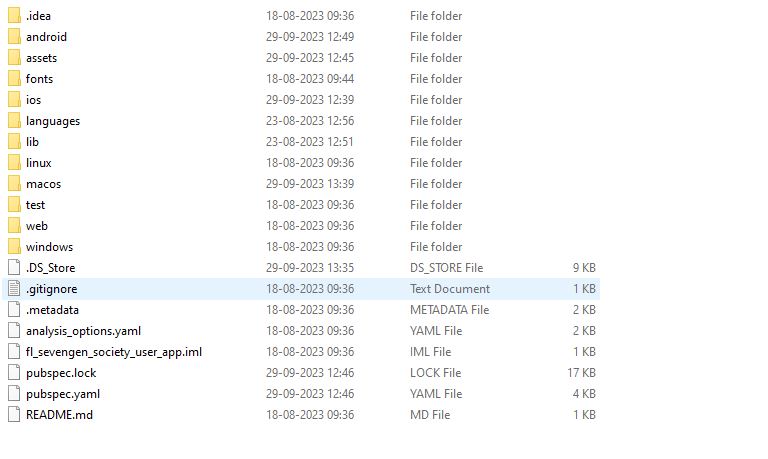 .idea 18-08-2023 09:36 File folder
android 29-09-2023 12:49 File folder
assets 29-09-2023 12:45 File folder
fonts 18-08-2023 09:44 File folder
ios 29-09-2023 12:39 File folder
languages 23-08-2023 12:56 File folder
lib 23-08-2023 12:51 File folder
linux 18-08-2023 09:36 File folder
macos 29-09-2023 13:39 File folder
test 18-08-2023 09:36 File folder
web 18-08-2023 09:36 File folder
windows 18-08-2023 09:36 File folder
.DS_Store 29-09-2023 13:35 DS_STORE File 9 KB
.gitignore 18-08-2023 09:36 Text Document 1 KB
.metadata 18-08-2023 09:36 METADATA File 2 KB
analysis_options.yaml 18-08-2023 09:36 YAML File 2 KB
fl_sevengen_society_user_app.iml 18-08-2023 09:36 IML File 1 KB
pubspec.lock 29-09-2023 12:46 LOCK File 17 KB
pubspec.yaml 29-09-2023 12:46 YAML File 4 KB
README.md 18-08-2023 09:36 MD File 1 KB